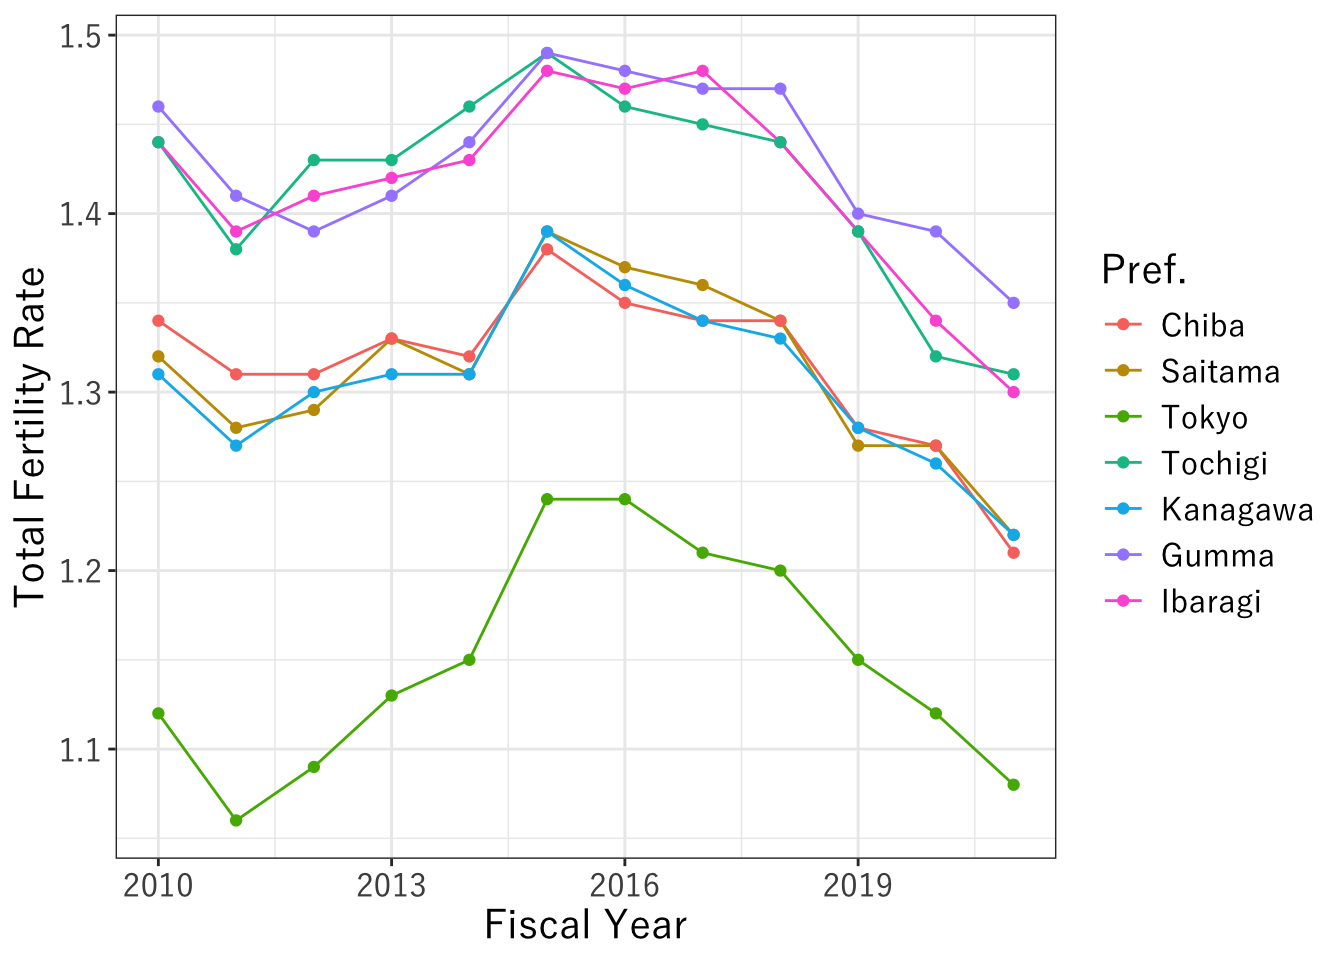 1.5
1.4
1.3
1.2
1.1
Total Fertility Rate
2010
2013
2016
2019
Fiscal Year
Pref.
Chiba
Saitama
Tokyo
Tochigi
Kanagawa
Gumma
Ibaragi